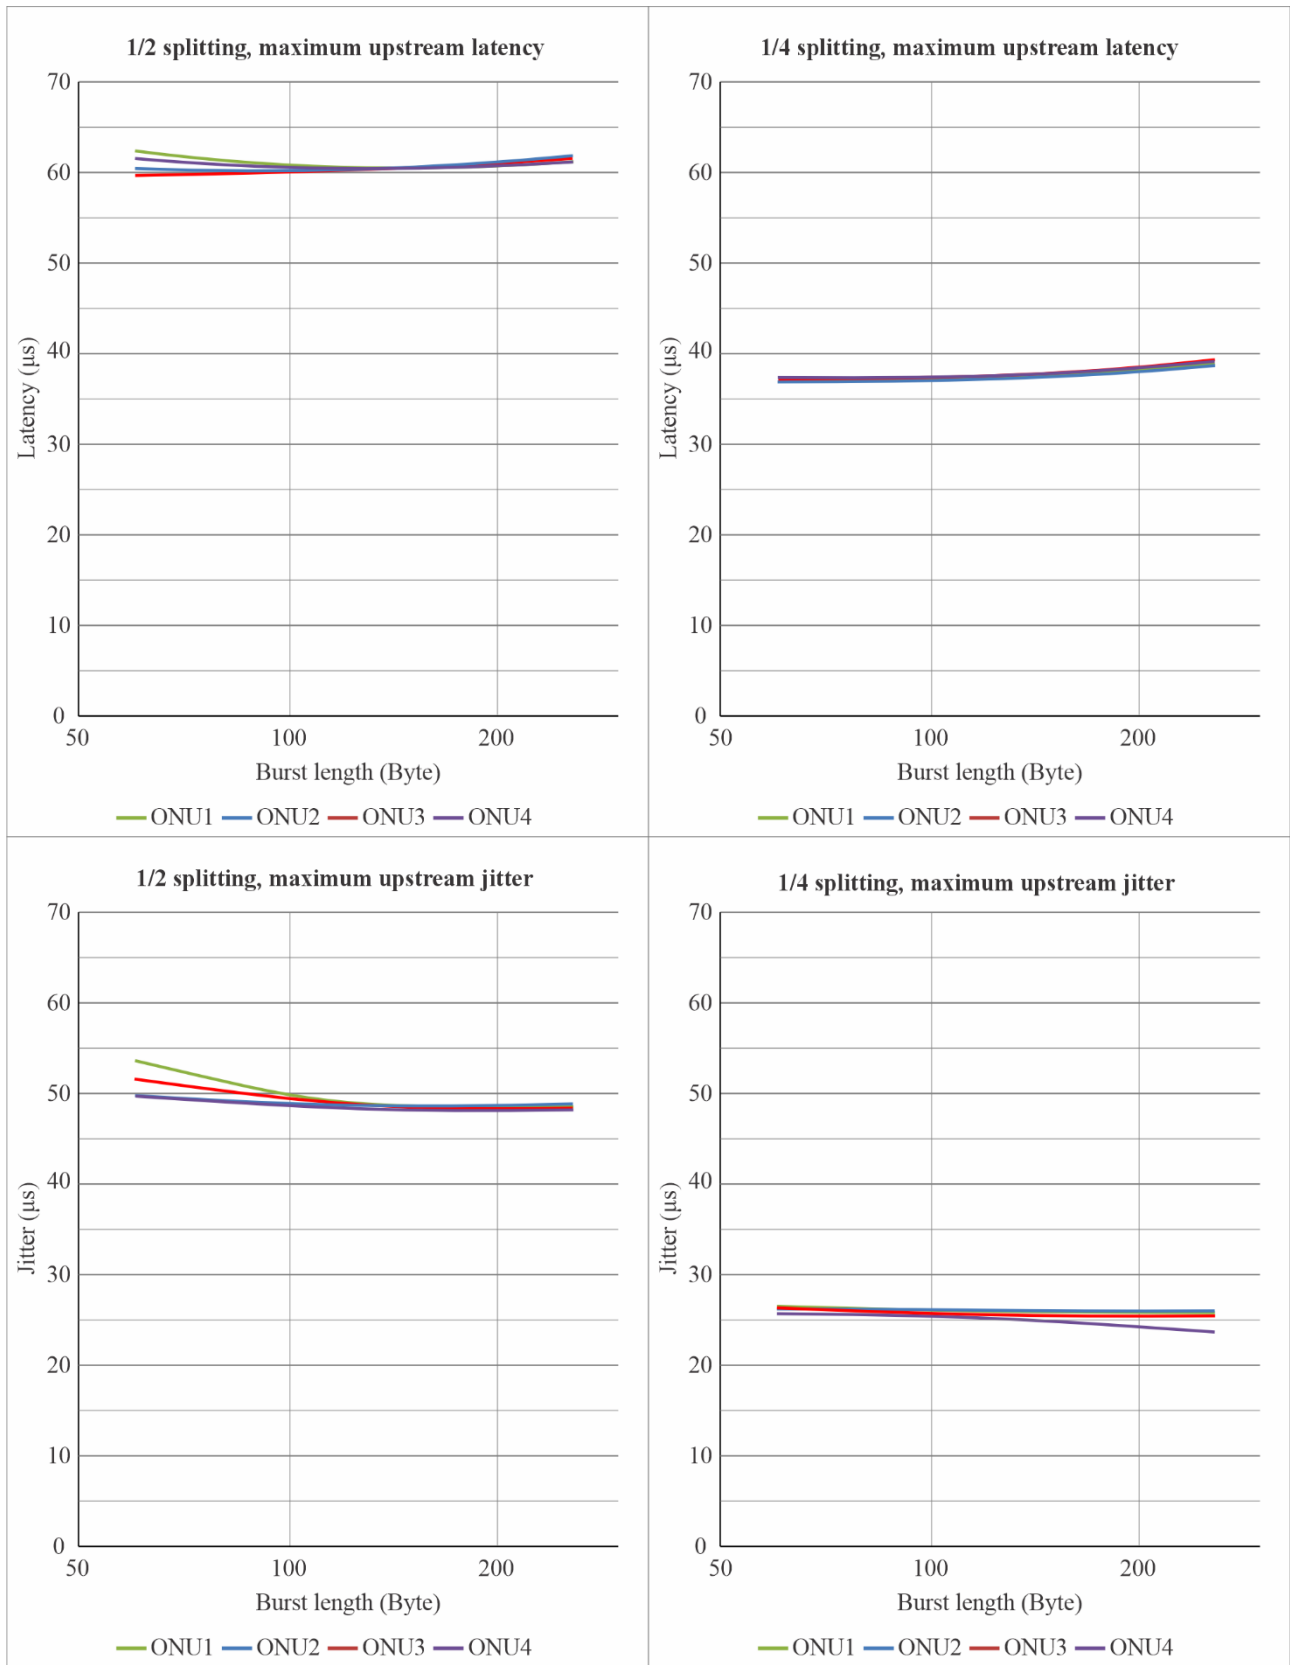 1/2 splitting, maximum upstream latency
70
60
50
40
30
20
10
0
50 100 200
Latency (μs)
Burst length (Byte)
ONU1 ONU2 ONU3 ONU4
1/4 splitting, maximum upstream latency
70
60
50
40
30
20
10
0
50 100 200
Latency (μs)
Burst length (Byte)
ONU1 ONU2 ONU3 ONU4
1/2 splitting, maximum upstream jitter
70
60
50
40
30
20
10
0
50 100 200
Jitter (μs)
Burst length (Byte)
ONU1 ONU2 ONU3 ONU4
1/4 splitting, maximum upstream jitter
70
60
50
40
30
20
10
0
50 100 200
Jitter (μs)
Burst length (Byte)
ONU1 ONU2 ONU3 ONU4